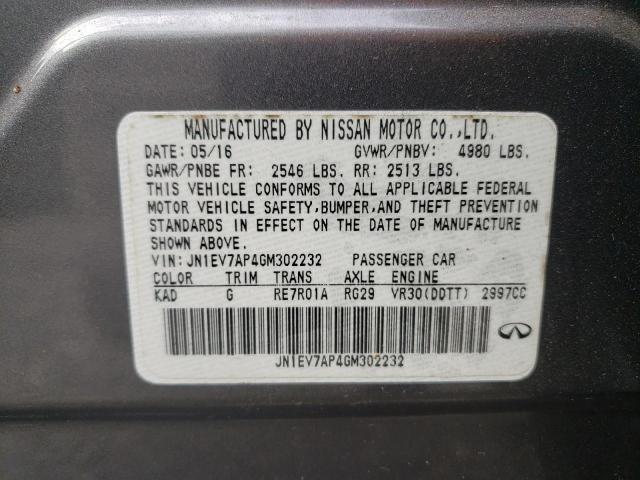 MANUFACTURED BY NISSAN MOTOR CO.,LTD.
DATE: 05/16 GVWR/PNBV: 4980 LBS.
GAWR/PNBE FR: 2546 LBS. RR: 2513 LBS.
THIS VEHICLE CONFORMS TO ALL APPLICABLE FEDERAL
MOTOR VEHICLE SAFETY,BUMPER,AND THEFT PREVENTION
STANDARDS IN EFFECT ON THE DATE OF MANUFACTURE
SHOWN ABOVE.
VIN: JN1EV7AP4GM302232 PASSENGER CAR
COLOR TRIM TRANS AXLE ENGINE
KAD G RE7R01A RG29 VR30(DDTT) 2997CC
JN1EV7AP4GM302232